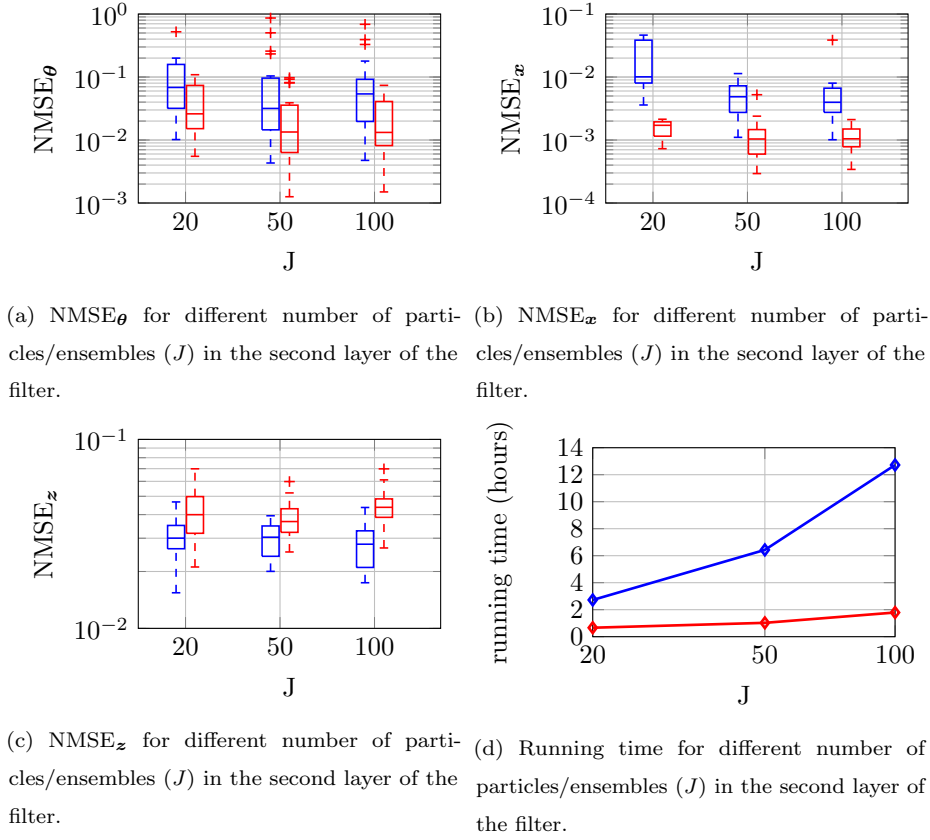 10^0
10^−1
10^−2
10^−3
NMSE_θ
20 50 100
J
10^−1
10^−2
10^−3
10^−4
NMSE_x
20 50 100
J
(a) NMSE_θ for different number of parti-
cles/ensembles (J) in the second layer of the
filter.
(b) NMSE_x for different number of parti-
cles/ensembles (J) in the second layer of the
filter.
10^−1
10^−2
NMSE_z
20 50 100
J
14
12
10
8
6
4
2
0
running time (hours)
20 50 100
J
(c) NMSE_z for different number of parti-
cles/ensembles (J) in the second layer of the
filter.
(d) Running time for different number of
particles/ensembles (J) in the second layer of
the filter.